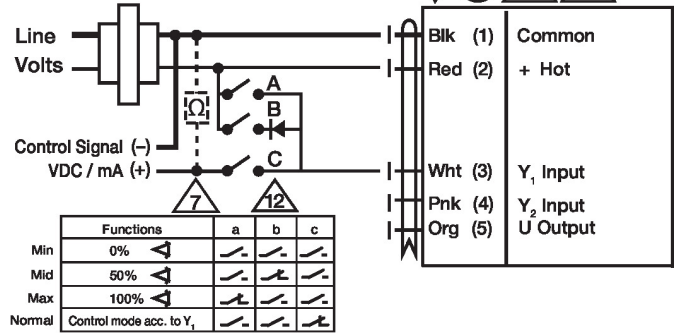 Line
Volts
Control Signal (–)
VDC / mA (+)
Ω
A
B
C
7
12
Blk (1) Common
Red (2) + Hot
Wht (3) Y₁ Input
Pnk (4) Y₂ Input
Org (5) U Output
Functions a b c
Min 0%
Mid 50%
Max 100%
Normal Control mode acc. to Y₁